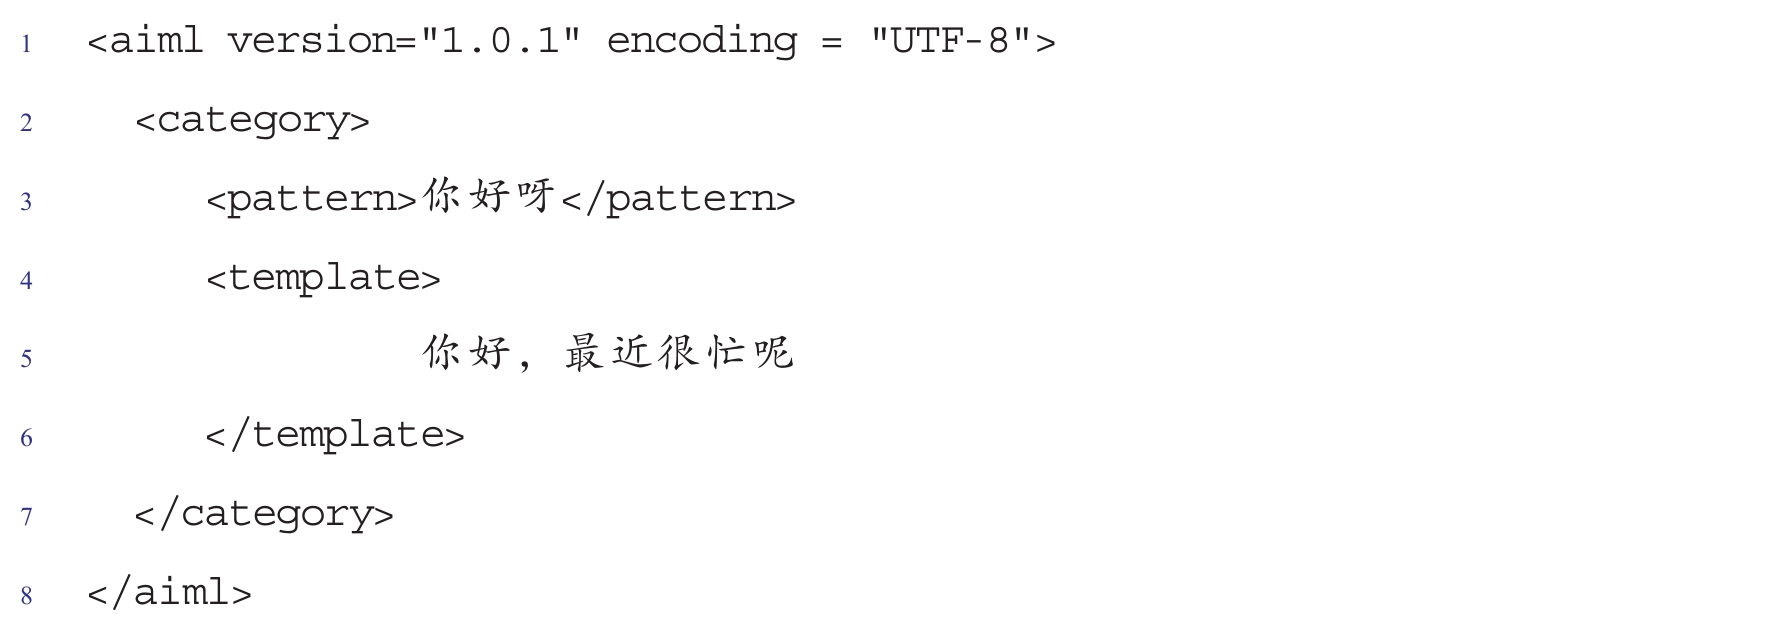 1 <aiml version="1.0.1" encoding = "UTF-8">
2 <category>
3 <pattern>你好呀</pattern>
4 <template>
5 你好，最近很忙呢
6 </template>
7 </category>
8 </aiml>